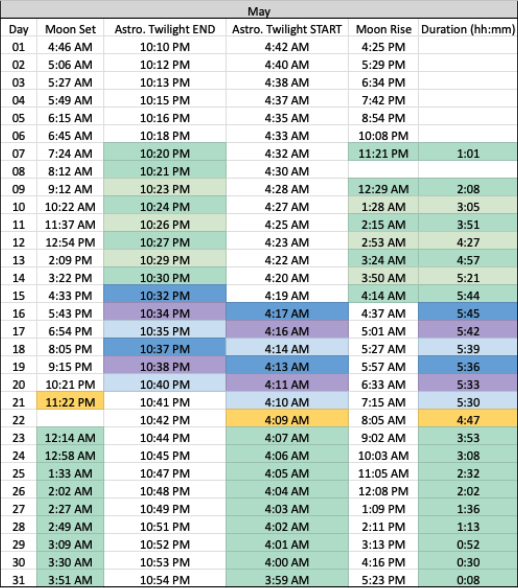 May
Day Moon Set Astro. Twilight END Astro. Twilight START Moon Rise Duration (hh:mm)
01 4:46 AM 10:10 PM 4:42 AM 4:25 PM
02 5:06 AM 10:12 PM 4:40 AM 5:29 PM
03 5:27 AM 10:13 PM 4:38 AM 6:34 PM
04 5:49 AM 10:15 PM 4:37 AM 7:42 PM
05 6:15 AM 10:16 PM 4:35 AM 8:54 PM
06 6:45 AM 10:18 PM 4:33 AM 10:08 PM
07 7:24 AM 10:20 PM 4:32 AM 11:21 PM 1:01
08 8:12 AM 10:21 PM 4:30 AM
09 9:12 AM 10:23 PM 4:28 AM 12:29 AM 2:08
10 10:22 AM 10:24 PM 4:27 AM 1:28 AM 3:05
11 11:37 AM 10:26 PM 4:25 AM 2:15 AM 3:51
12 12:54 PM 10:27 PM 4:23 AM 2:53 AM 4:27
13 2:09 PM 10:29 PM 4:22 AM 3:24 AM 4:57
14 3:22 PM 10:30 PM 4:20 AM 3:50 AM 5:21
15 4:33 PM 10:32 PM 4:19 AM 4:14 AM 5:44
16 5:43 PM 10:34 PM 4:17 AM 4:37 AM 5:45
17 6:54 PM 10:35 PM 4:16 AM 5:01 AM 5:42
18 8:05 PM 10:37 PM 4:14 AM 5:27 AM 5:39
19 9:15 PM 10:38 PM 4:13 AM 5:57 AM 5:36
20 10:21 PM 10:40 PM 4:11 AM 6:33 AM 5:33
21 11:22 PM 10:41 PM 4:10 AM 7:15 AM 5:30
22 10:42 PM 4:09 AM 8:05 AM 4:47
23 12:14 AM 10:44 PM 4:07 AM 9:02 AM 3:53
24 12:58 AM 10:45 PM 4:06 AM 10:03 AM 3:08
25 1:33 AM 10:47 PM 4:05 AM 11:05 AM 2:32
26 2:02 AM 10:48 PM 4:04 AM 12:08 PM 2:02
27 2:27 AM 10:49 PM 4:03 AM 1:09 PM 1:36
28 2:49 AM 10:51 PM 4:02 AM 2:11 PM 1:13
29 3:09 AM 10:52 PM 4:01 AM 3:13 PM 0:52
30 3:30 AM 10:53 PM 4:00 AM 4:16 PM 0:30
31 3:51 AM 10:54 PM 3:59 AM 5:23 PM 0:08